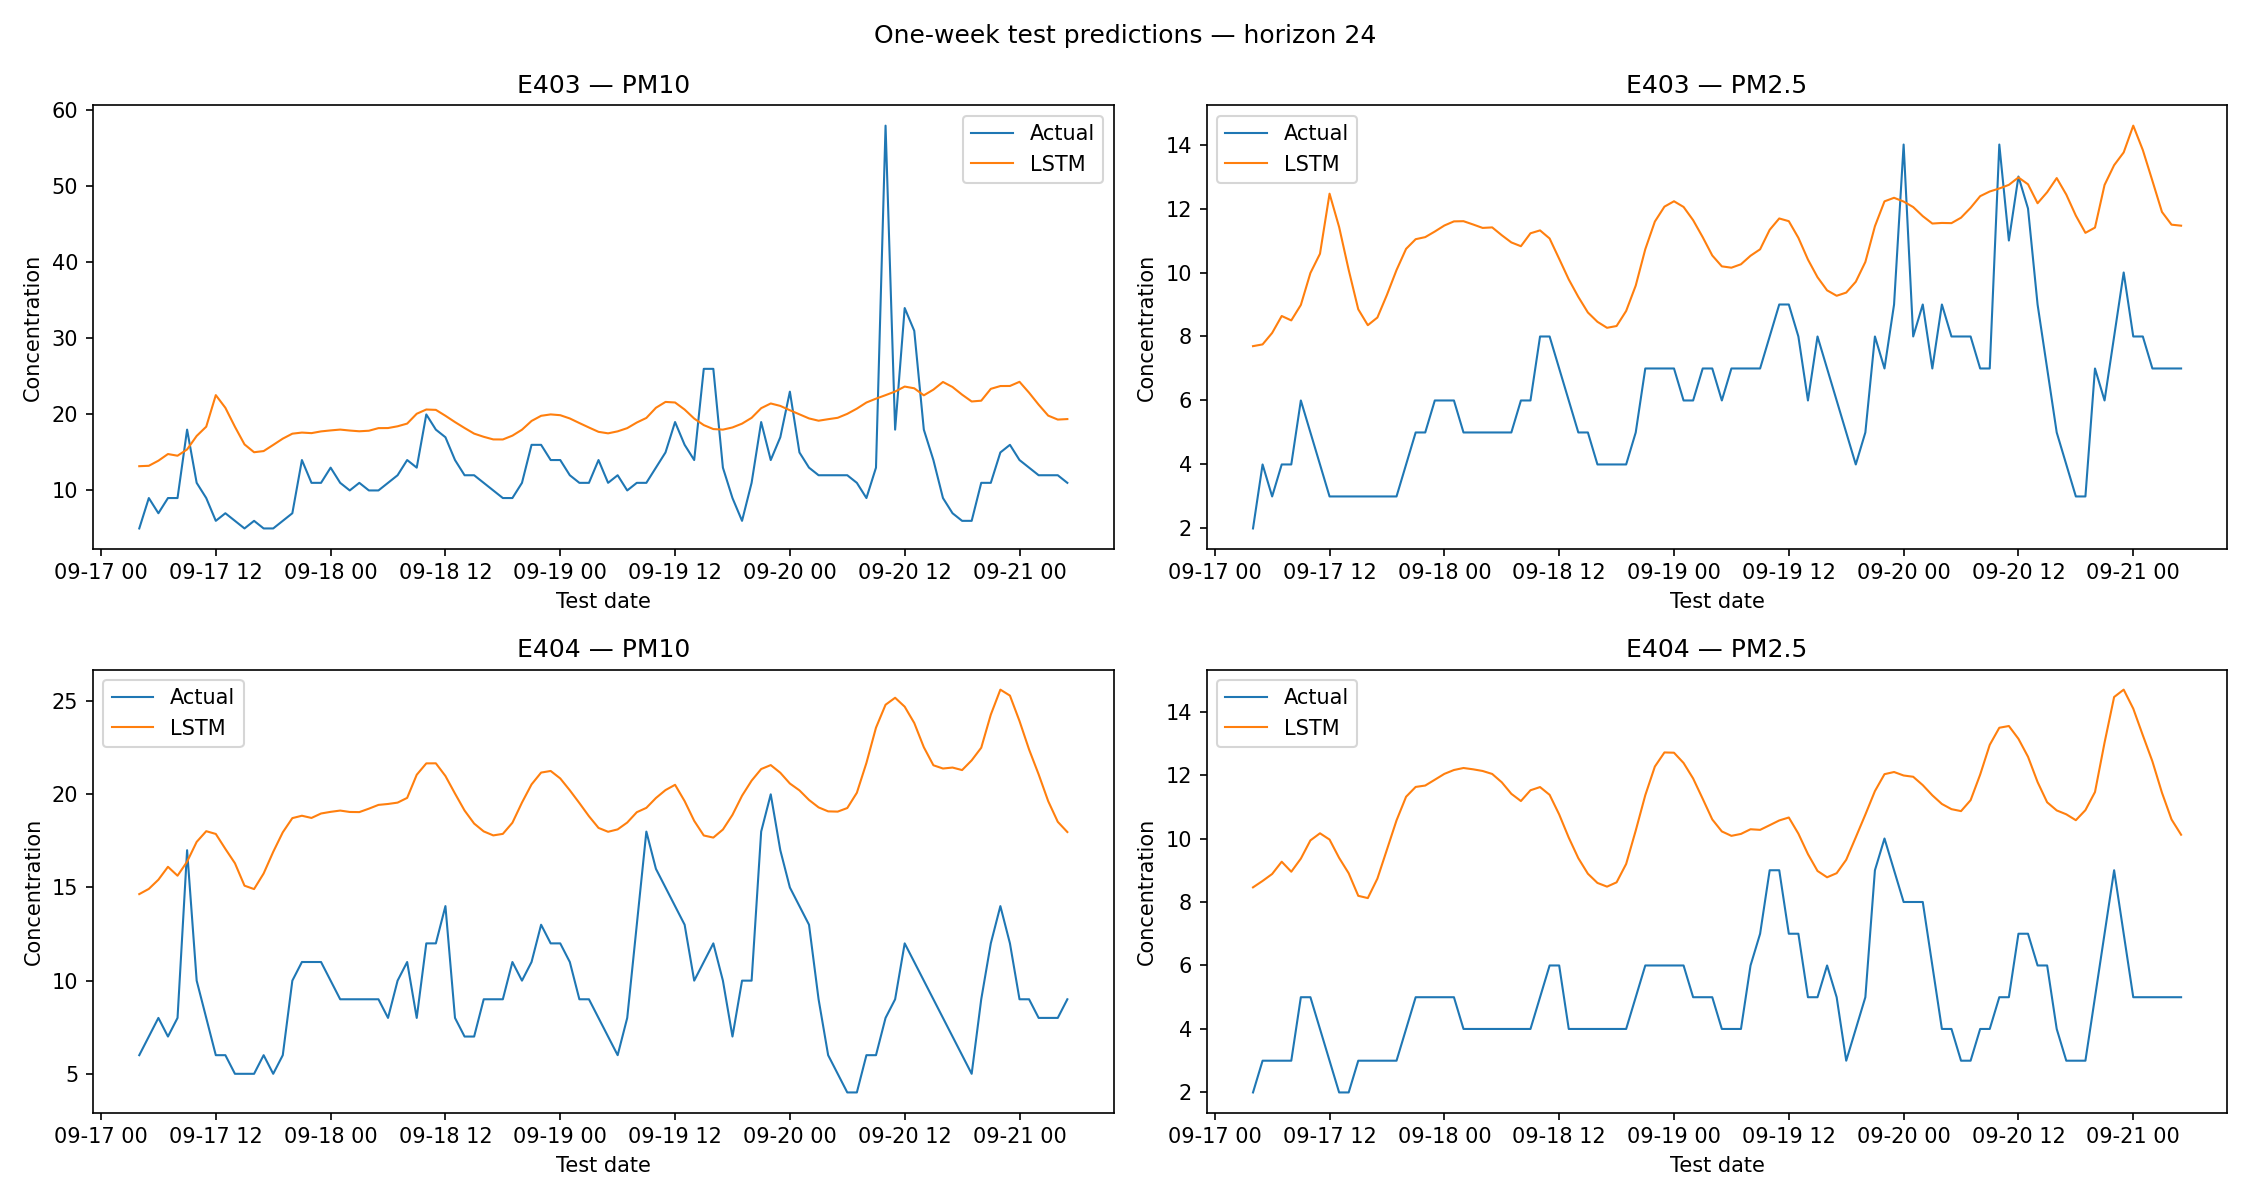 One-week test predictions — horizon 24
E403 — PM10
Concentration
60
50
40
30
20
10
Actual
LSTM
09-17 00 09-17 12 09-18 00 09-18 12 09-19 00 09-19 12 09-20 00 09-20 12 09-21 00
Test date
E403 — PM2.5
Concentration
14
12
10
8
6
4
2
Actual
LSTM
09-17 00 09-17 12 09-18 00 09-18 12 09-19 00 09-19 12 09-20 00 09-20 12 09-21 00
Test date
E404 — PM10
Concentration
25
20
15
10
5
Actual
LSTM
09-17 00 09-17 12 09-18 00 09-18 12 09-19 00 09-19 12 09-20 00 09-20 12 09-21 00
Test date
E404 — PM2.5
Concentration
14
12
10
8
6
4
2
Actual
LSTM
09-17 00 09-17 12 09-18 00 09-18 12 09-19 00 09-19 12 09-20 00 09-20 12 09-21 00
Test date